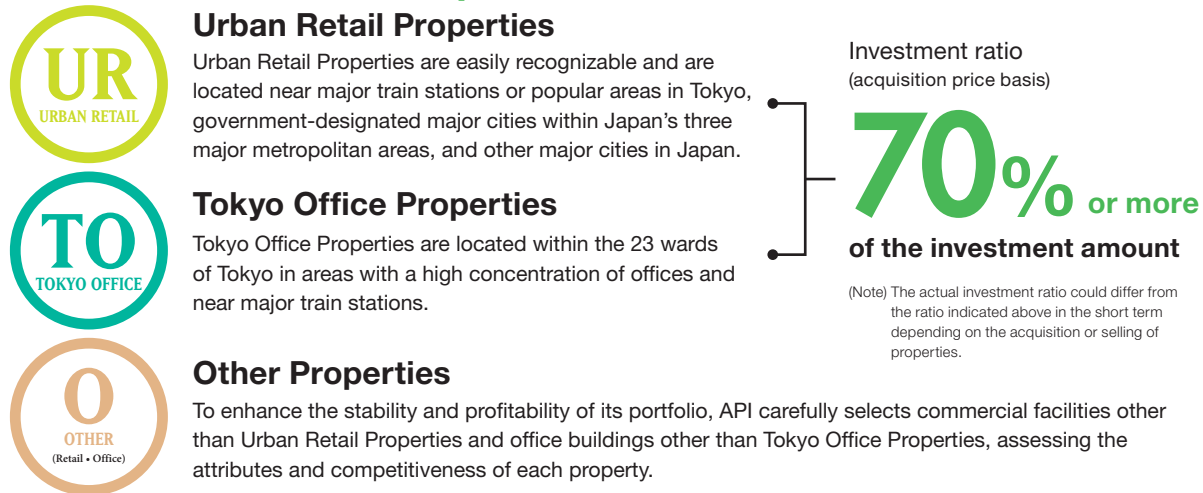 UR
URBAN RETAIL
Urban Retail Properties
Urban Retail Properties are easily recognizable and are
located near major train stations or popular areas in Tokyo,
government-designated major cities within Japan's three
major metropolitan areas, and other major cities in Japan.
TO
TOKYO OFFICE
Tokyo Office Properties
Tokyo Office Properties are located within the 23 wards
of Tokyo in areas with a high concentration of offices and
near major train stations.
Investment ratio
(acquisition price basis)
70% or more
of the investment amount
(Note) The actual investment ratio could differ from
the ratio indicated above in the short term
depending on the acquisition or selling of
properties.
O
OTHER
(Retail • Office)
Other Properties
To enhance the stability and profitability of its portfolio, API carefully selects commercial facilities other
than Urban Retail Properties and office buildings other than Tokyo Office Properties, assessing the
attributes and competitiveness of each property.